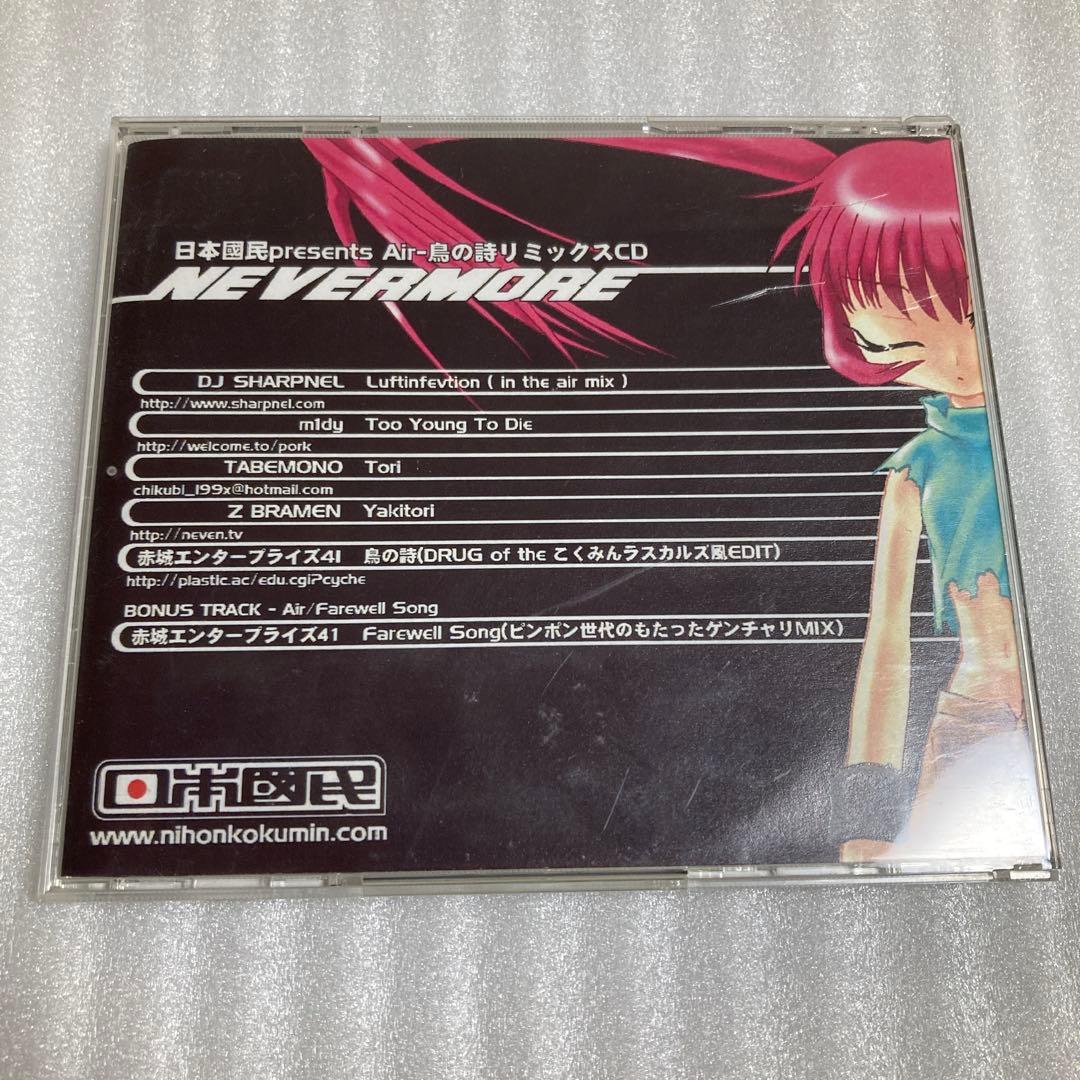 日本國民presents Air-鳥の詩リミックスCD
NEVERMORE
DJ SHARPNEL Luftinfevtion ( in the air mix )
http://www.sharpnel.com
m1dy Too Young To Die
http://welcome.to/pork
TABEMONO Tori
chikubi_199x@hotmail.com
Z BRAMEN Yakitori
http://neven.tv
赤城エンタープライズ41 鳥の詩(DRUG of the こくみんラスカルズ風EDIT)
http://plastic.ac/edu.cgi?cyche
BONUS TRACK - Air/Farewell Song
赤城エンタープライズ41 Farewell Song(ピンポン世代のもたったゲンチャリMIX)
日本國民
www.nihonkokumin.com